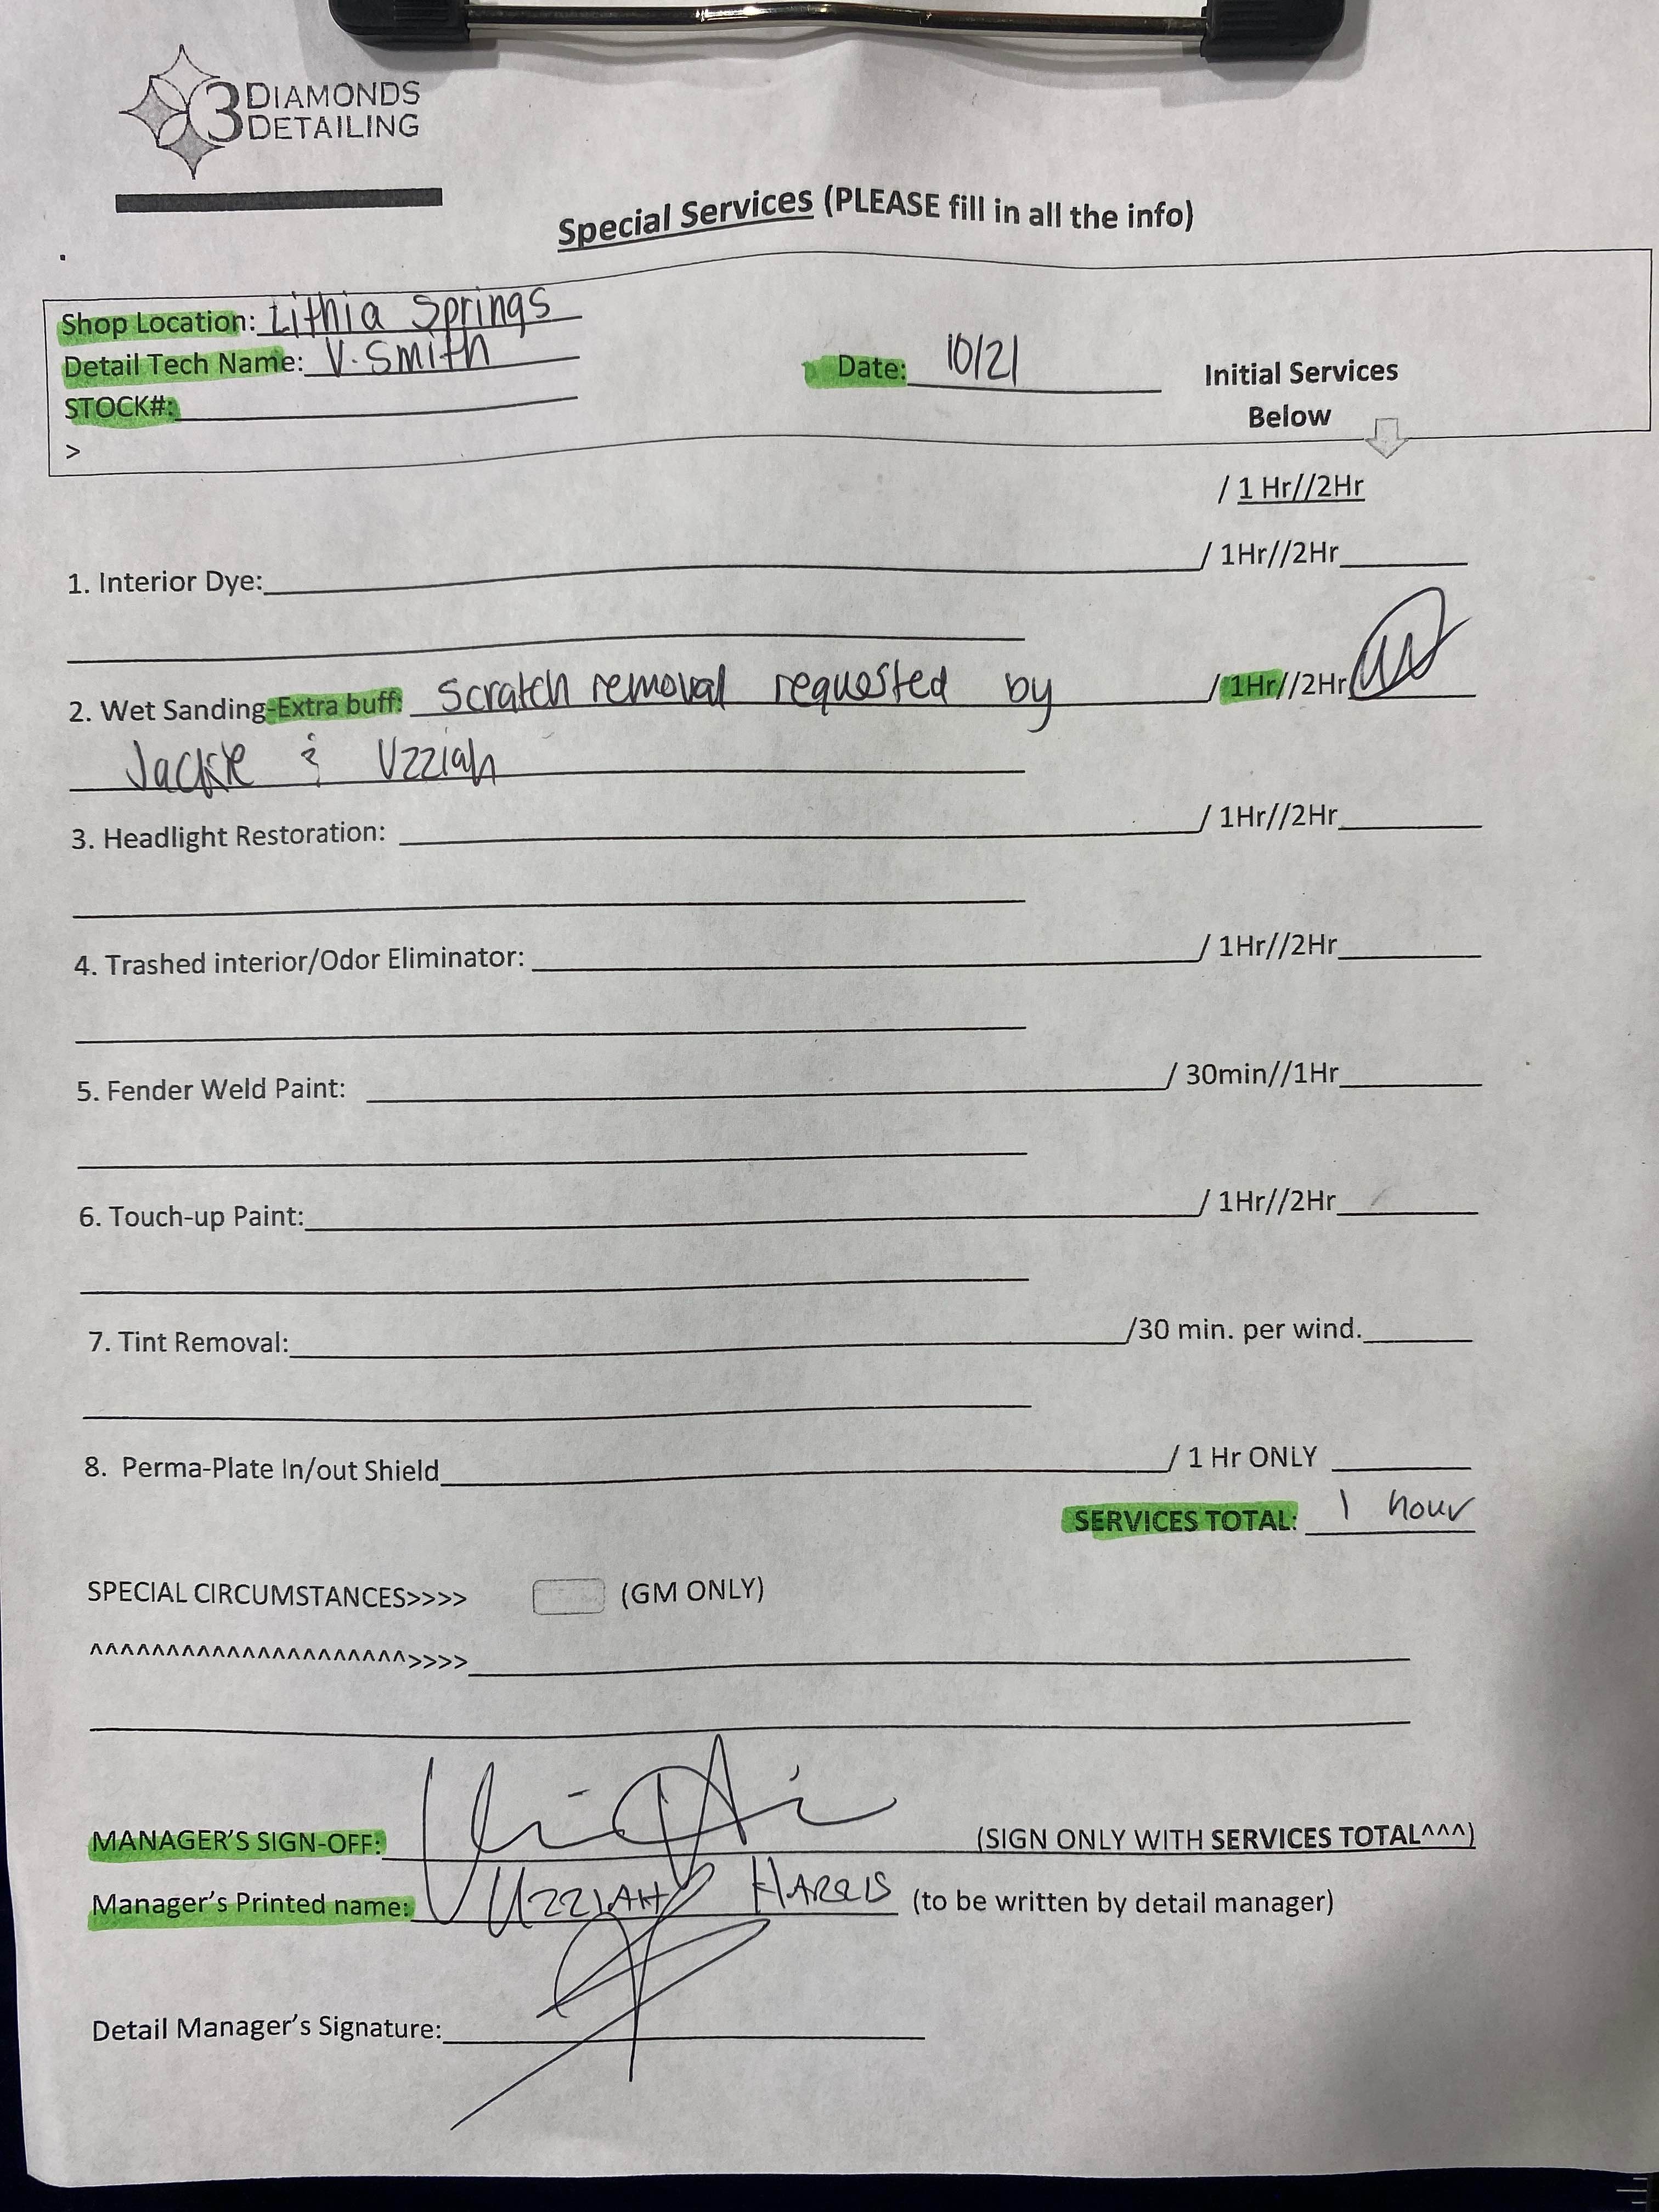 3 DIAMONDS
DETAILING
Special Services (PLEASE fill in all the info)
Shop Location: Lithia Springs
Detail Tech Name: V. Smith
Date: 10/21
Initial Services
Below
STOCK#:
>
/ 1 Hr//2Hr
1. Interior Dye: / 1Hr//2Hr
2. Wet Sanding-Extra buff: Scratch removal requested by / 1Hr//2Hr
Jackie & Uzziah
3. Headlight Restoration: / 1Hr//2Hr
4. Trashed interior/Odor Eliminator: / 1Hr//2Hr
5. Fender Weld Paint: / 30min//1Hr
6. Touch-up Paint: / 1Hr//2Hr
7. Tint Removal: /30 min. per wind.
8. Perma-Plate In/out Shield / 1 Hr ONLY
SERVICES TOTAL: 1 hour
SPECIAL CIRCUMSTANCES>>>> (GM ONLY)
^^^^^^^^^^^^^^^^^^^^^>>>>
MANAGER'S SIGN-OFF: (SIGN ONLY WITH SERVICES TOTAL^^^)
Manager's Printed name: UZZIAH HARRIS (to be written by detail manager)
Detail Manager's Signature: